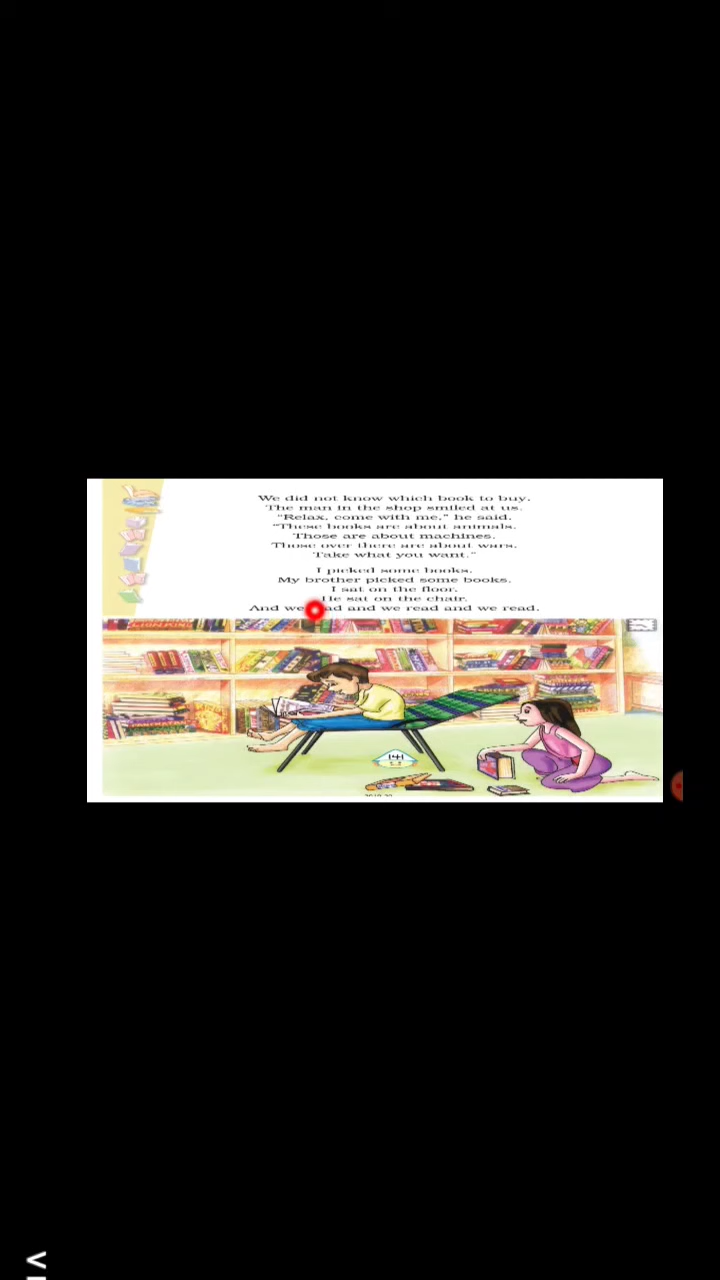 We did not know which book to buy.
The man in the shop smiled at us.
"Relax, come with me," he said.
"These books are about animals.
Those are about machines.
Those over there are about wars.
Take what you want."
I picked some books.
My brother picked some books.
I sat on the floor.
He sat on the chair.
And we ad and we read and we read.
141